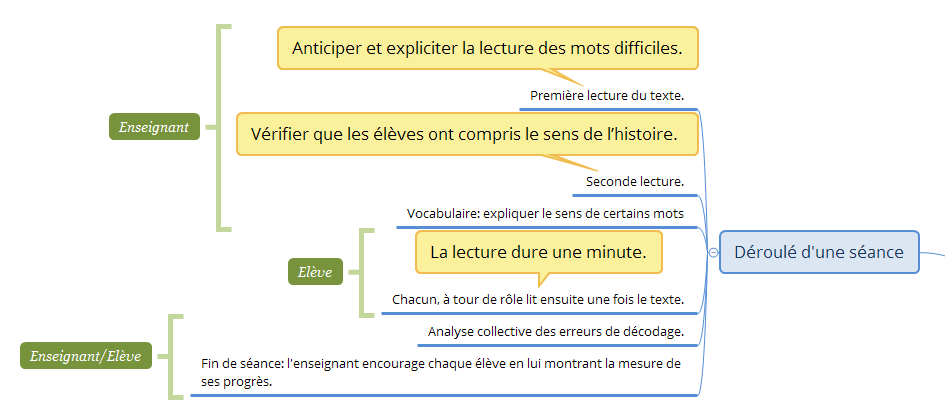 Anticiper et expliciter la lecture des mots difficiles.
Première lecture du texte.
Enseignant
Vérifier que les élèves ont compris le sens de l’histoire.
Seconde lecture.
Vocabulaire: expliquer le sens de certains mots
La lecture dure une minute.
Déroulé d'une séance
Elève
Chacun, à tour de rôle lit ensuite une fois le texte.
Analyse collective des erreurs de décodage.
Enseignant/Elève
Fin de séance: l'enseignant encourage chaque élève en lui montrant la mesure de
ses progrès.